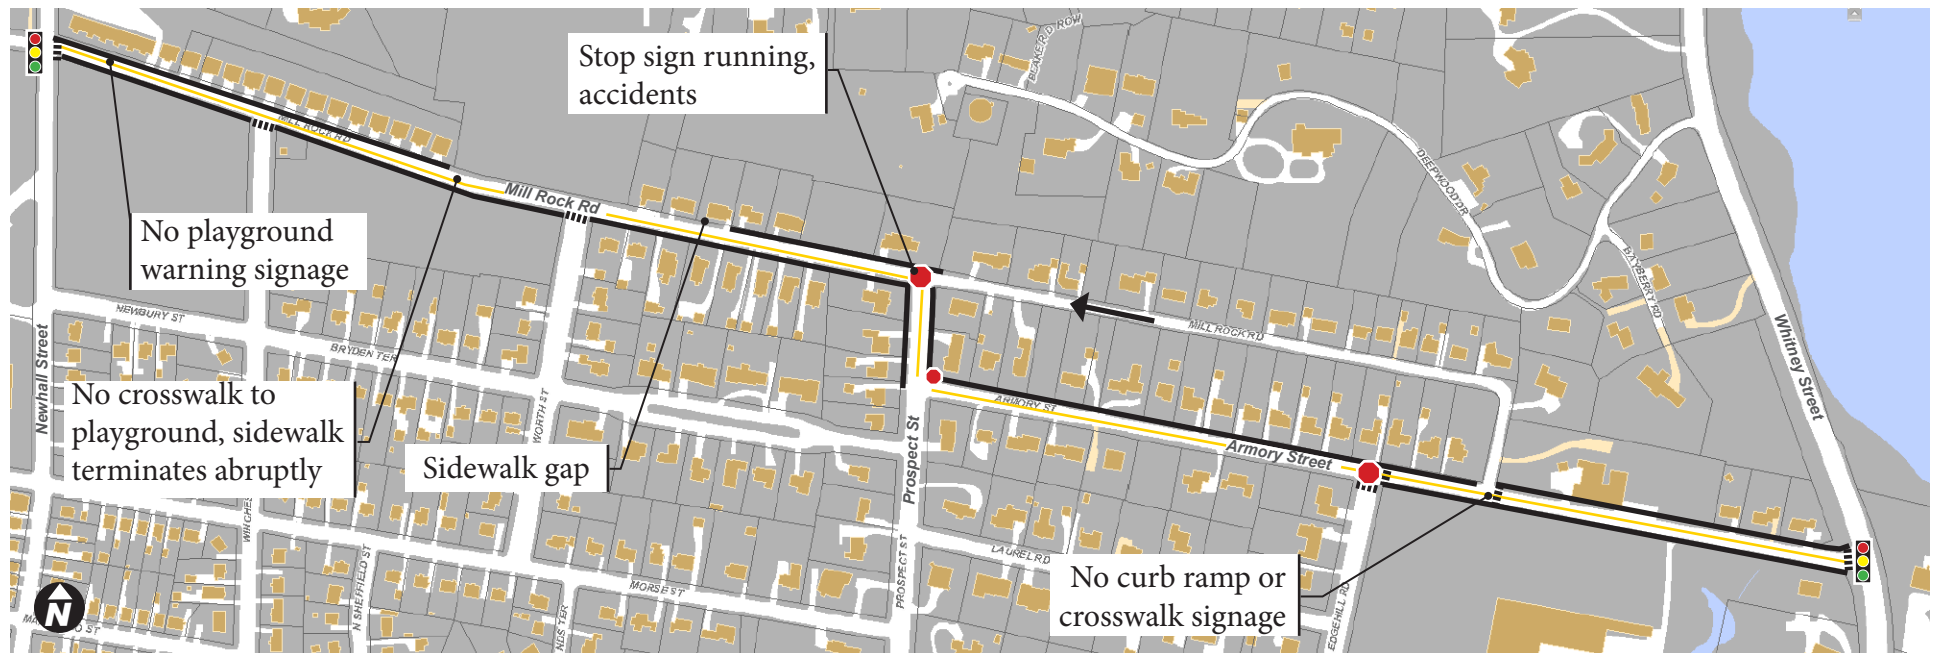 BLAKE RD ROW
Stop sign running,
accidents
MILL ROCK RD
DEEPWOOD DR
Mill Rock Rd
No playground
warning signage
BAYBERRY RD
NEWBURY ST
MILL ROCK RD
Whitney Street
Newhall Street
BRYDEN TER
No crosswalk to
playground, sidewalk
terminates abruptly
WORTH ST
ARMORY ST
Prospect St
Armory Street
Sidewalk gap
LAUREL RD
No curb ramp or
crosswalk signage
N SHEFFIELD ST
MORSE ST
PROSPECT ST
EDGEHILL RD
N